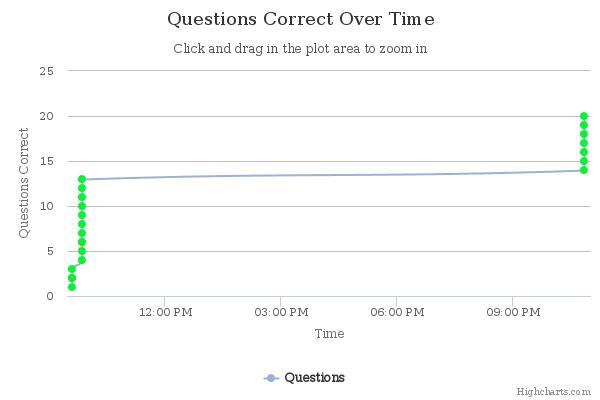 Questions Correct Over Time
Click and drag in the plot area to zoom in
Questions Correct
25
20
15
10
5
0
12:00 PM
03:00 PM
06:00 PM
09:00 PM
Time
Questions
Highcharts.com